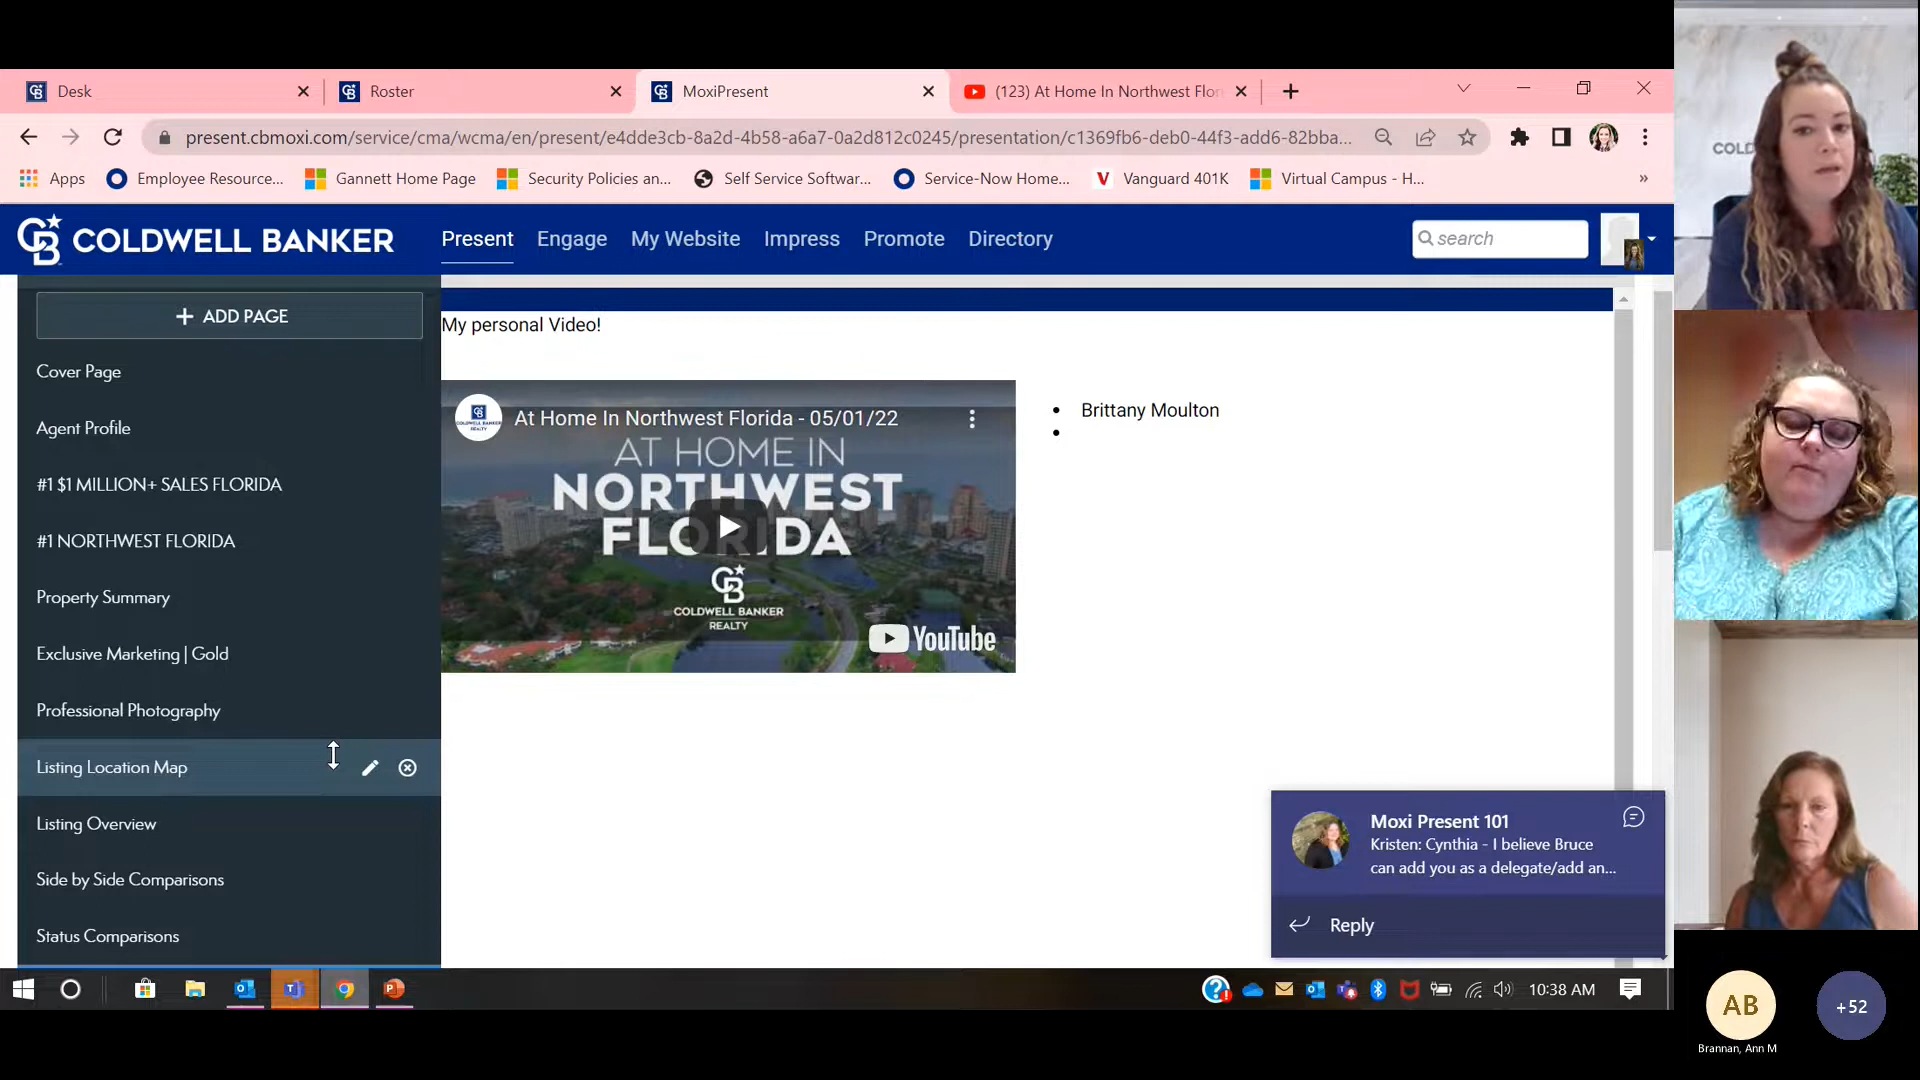 Desk
Roster
MoxiPresent
(123) At Home In Northwest Flor
present.cbmoxi.com/service/cma/wcma/en/present/e4dde3cb-8a2d-4b58-a6a7-0a2d812c0245/presentation/c1369fb6-deb0-44f3-add6-82bba...
Apps
Employee Resource...
Gannett Home Page
Security Policies an...
Self Service Softwar...
Service-Now Home...
Vanguard 401K
Virtual Campus - H...
»
CB COLDWELL BANKER
Present
Engage
My Website
Impress
Promote
Directory
search
+ ADD PAGE
Cover Page
Agent Profile
#1 $1 MILLION+ SALES FLORIDA
#1 NORTHWEST FLORIDA
Property Summary
Exclusive Marketing | Gold
Professional Photography
Listing Location Map
Listing Overview
Side by Side Comparisons
Status Comparisons
My personal Video!
At Home In Northwest Florida - 05/01/22
AT HOME IN
NORTHWEST
FLORIDA
CB
COLDWELL BANKER
REALTY
YouTube
• Brittany Moulton
•
Moxi Present 101
Kristen: Cynthia - I believe Bruce
can add you as a delegate/add an...
Reply
10:38 AM
COLD
AB
Brannan, Ann M
+52